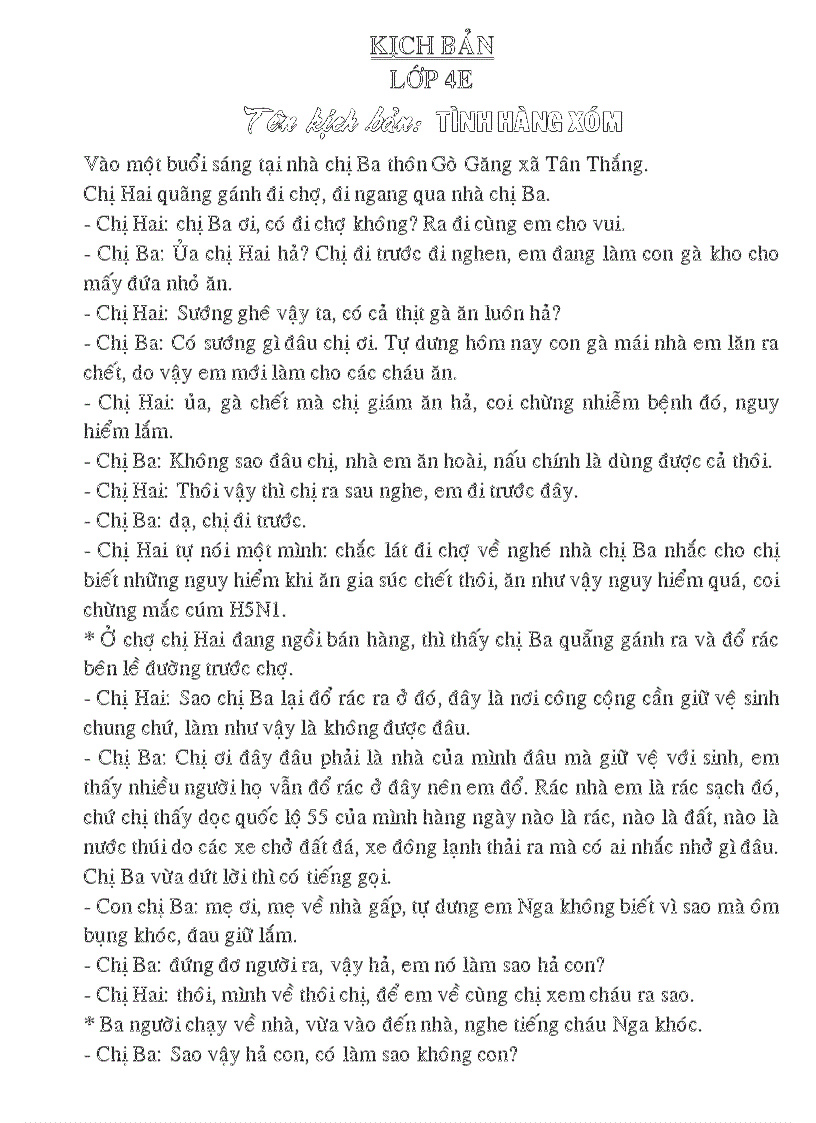 KỊCH BẢN
LỚP 4E
Tên kịch bản: TÌNH HÀNG XÓM
Vào một buổi sáng tại nhà chị Ba thôn Gò Găng xã Tân Thắng.
Chị Hai quãng gánh đi chợ, đi ngang qua nhà chị Ba.
- Chị Hai: chị Ba ơi, có đi chợ không? Ra đi cùng em cho vui.
- Chị Ba: Ủa chị Hai hả? Chị đi trước đi nghen, em đang làm con gà kho cho
mấy đứa nhỏ ăn.
- Chị Hai: Sướng ghê vậy ta, có cả thịt gà ăn luôn hả?
- Chị Ba: Có sướng gì đâu chị ơi. Tự dưng hôm nay con gà mái nhà em lăn ra
chết, do vậy em mới làm cho các cháu ăn.
- Chị Hai: ủa, gà chết mà chị giám ăn hả, coi chừng nhiễm bệnh đó, nguy
hiểm lắm.
- Chị Ba: Không sao đâu chị, nhà em ăn hoài, nấu chính là dùng được cả thôi.
- Chị Hai: Thôi vậy thì chị ra sau nghe, em đi trước đây.
- Chị Ba: dạ, chị đi trước.
- Chị Hai tự nói một mình: chắc lát đi chợ về nghé nhà chị Ba nhắc cho chị
biết những nguy hiểm khi ăn gia súc chết thôi, ăn như vậy nguy hiểm quá, coi
chừng mắc cúm H5N1.
* Ở chợ chị Hai đang ngồi bán hàng, thì thấy chị Ba quẵng gánh ra và đổ rác
bên lề đường trước chợ.
- Chị Hai: Sao chị Ba lại đổ rác ra ở đó, đây là nơi công cộng cần giữ vệ sinh
chung chứ, làm như vậy là không được đâu.
- Chị Ba: Chị ơi đây đâu phải là nhà của mình đâu mà giữ vệ với sinh, em
thấy nhiều người họ vẫn đổ rác ở đây nên em đổ. Rác nhà em là rác sạch đó,
chứ chị thấy dọc quốc lộ 55 của mình hàng ngày nào là rác, nào là đất, nào là
nước thúi do các xe chở đất đá, xe đông lạnh thải ra mà có ai nhắc nhở gì đâu.
Chị Ba vừa dứt lời thì có tiếng gọi.
- Con chị Ba: mẹ ơi, mẹ về nhà gấp, tự dưng em Nga không biết vì sao mà ôm
bụng khóc, đau giữ lắm.
- Chị Ba: đứng đơ người ra, vậy hả, em nó làm sao hả con?
- Chị Hai: thôi, mình về thôi chị, để em về cùng chị xem cháu ra sao.
* Ba người chạy về nhà, vừa vào đến nhà, nghe tiếng cháu Nga khóc.
- Chị Ba: Sao vậy hả con, có làm sao không con?